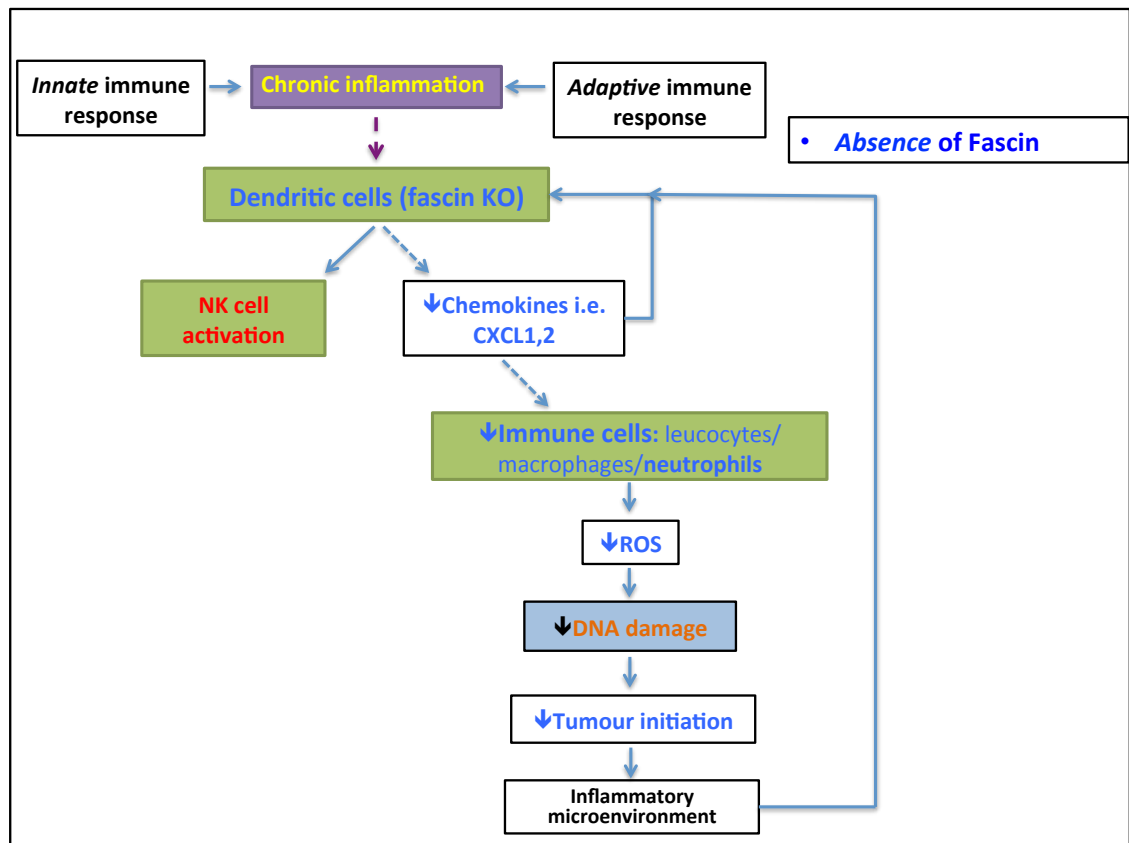 Innate immune
response
Chronic inflammation
Adaptive immune
response
• Absence of Fascin
Dendritic cells (fascin KO)
NK cell
activation
↓Chemokines i.e.
CXCL1,2
↓Immune cells: leucocytes/
macrophages/neutrophils
↓ROS
↓DNA damage
↓Tumour initiation
Inflammatory
microenvironment